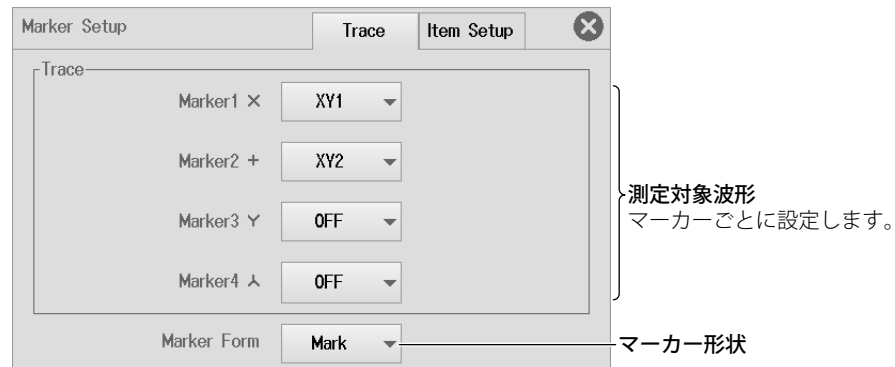 Marker Setup Trace Item Setup
Trace
Marker1 × XY1
Marker2 + XY2
Marker3 Y OFF
Marker4 ⅄ OFF
Marker Form Mark
測定対象波形
マーカーごとに設定します。
マーカー形状